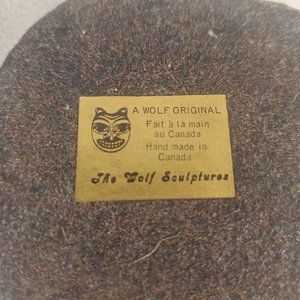 A WOLF ORIGINAL
Fait à la main
au Canada
Hand made in
Canada
The Wolf Sculptures